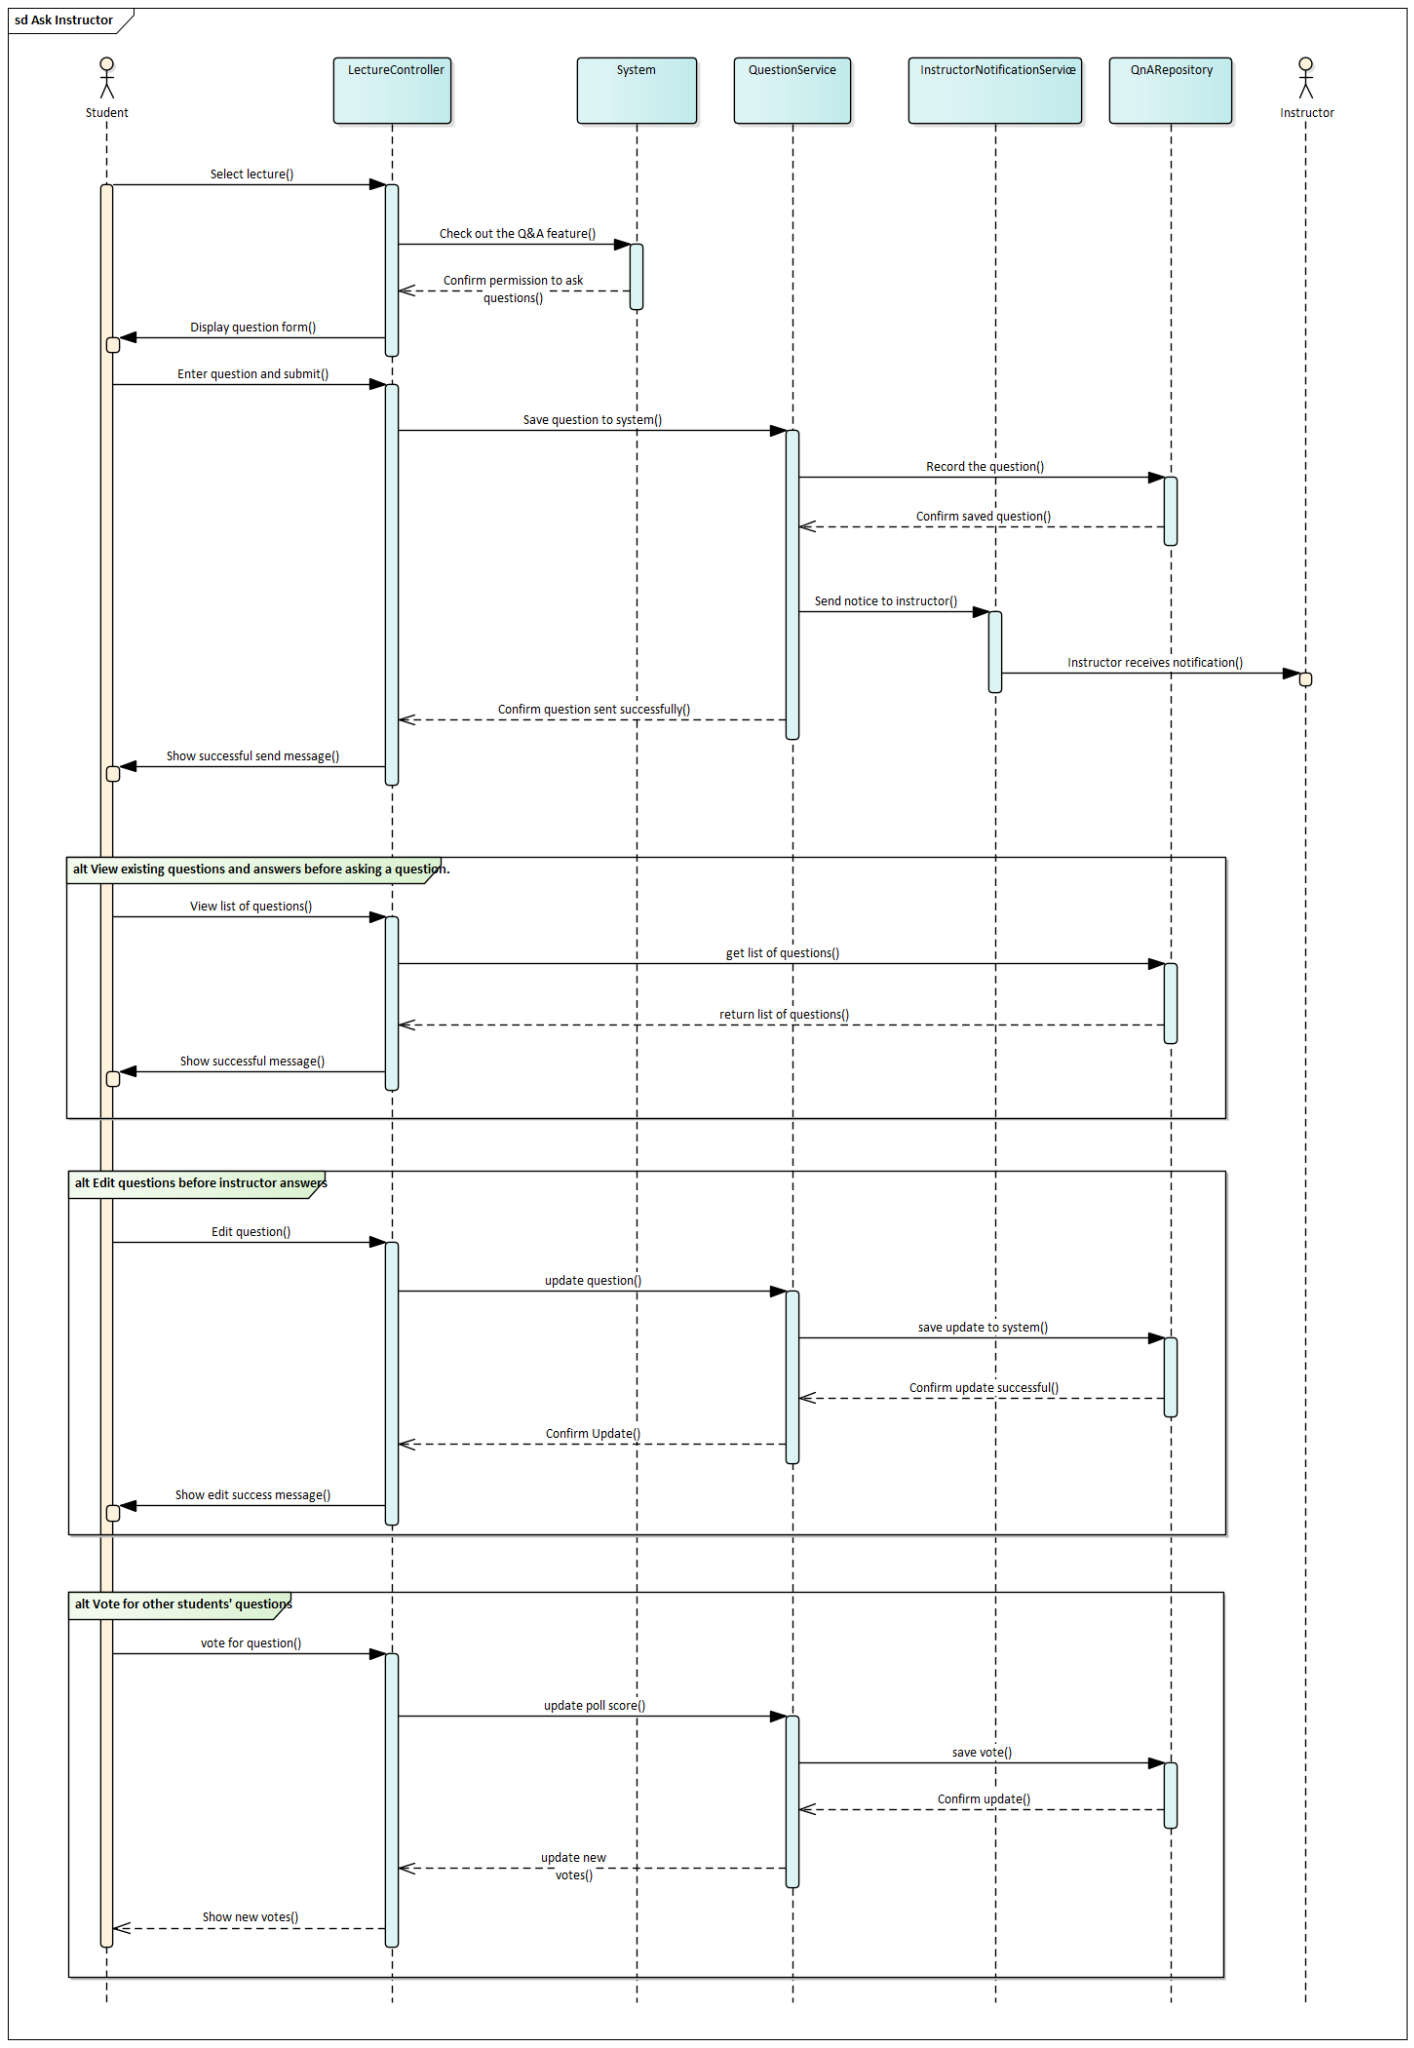 sd Ask Instructor
LectureController
System
QuestionService
InstructorNotificationService
QnARepository
Student
Instructor
Select lecture()
Check out the Q&A feature()
Confirm permission to ask
questions()
Display question form()
Enter question and submit()
Save question to system()
Record the question()
Confirm saved question()
Send notice to instructor()
Instructor receives notification()
Confirm question sent successfully()
Show successful send message()
alt View existing questions and answers before asking a question.
View list of questions()
get list of questions()
return list of questions()
Show successful message()
alt Edit questions before instructor answers
Edit question()
update question()
save update to system()
Confirm update successful()
Confirm Update()
Show edit success message()
alt Vote for other students' questions
vote for question()
update poll score()
save vote()
Confirm update()
update new
votes()
Show new votes()